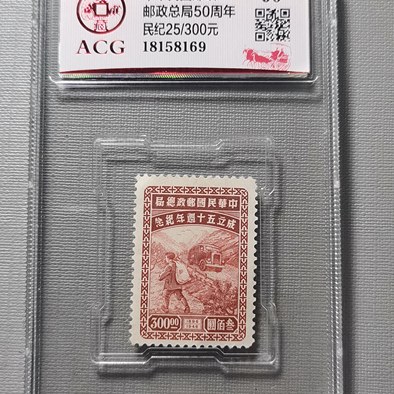 邮政总局50周年
民纪25/300元
ACG
18158169
局總政郵國民華中
念紀年週十五立成
300.00
圓佰叁